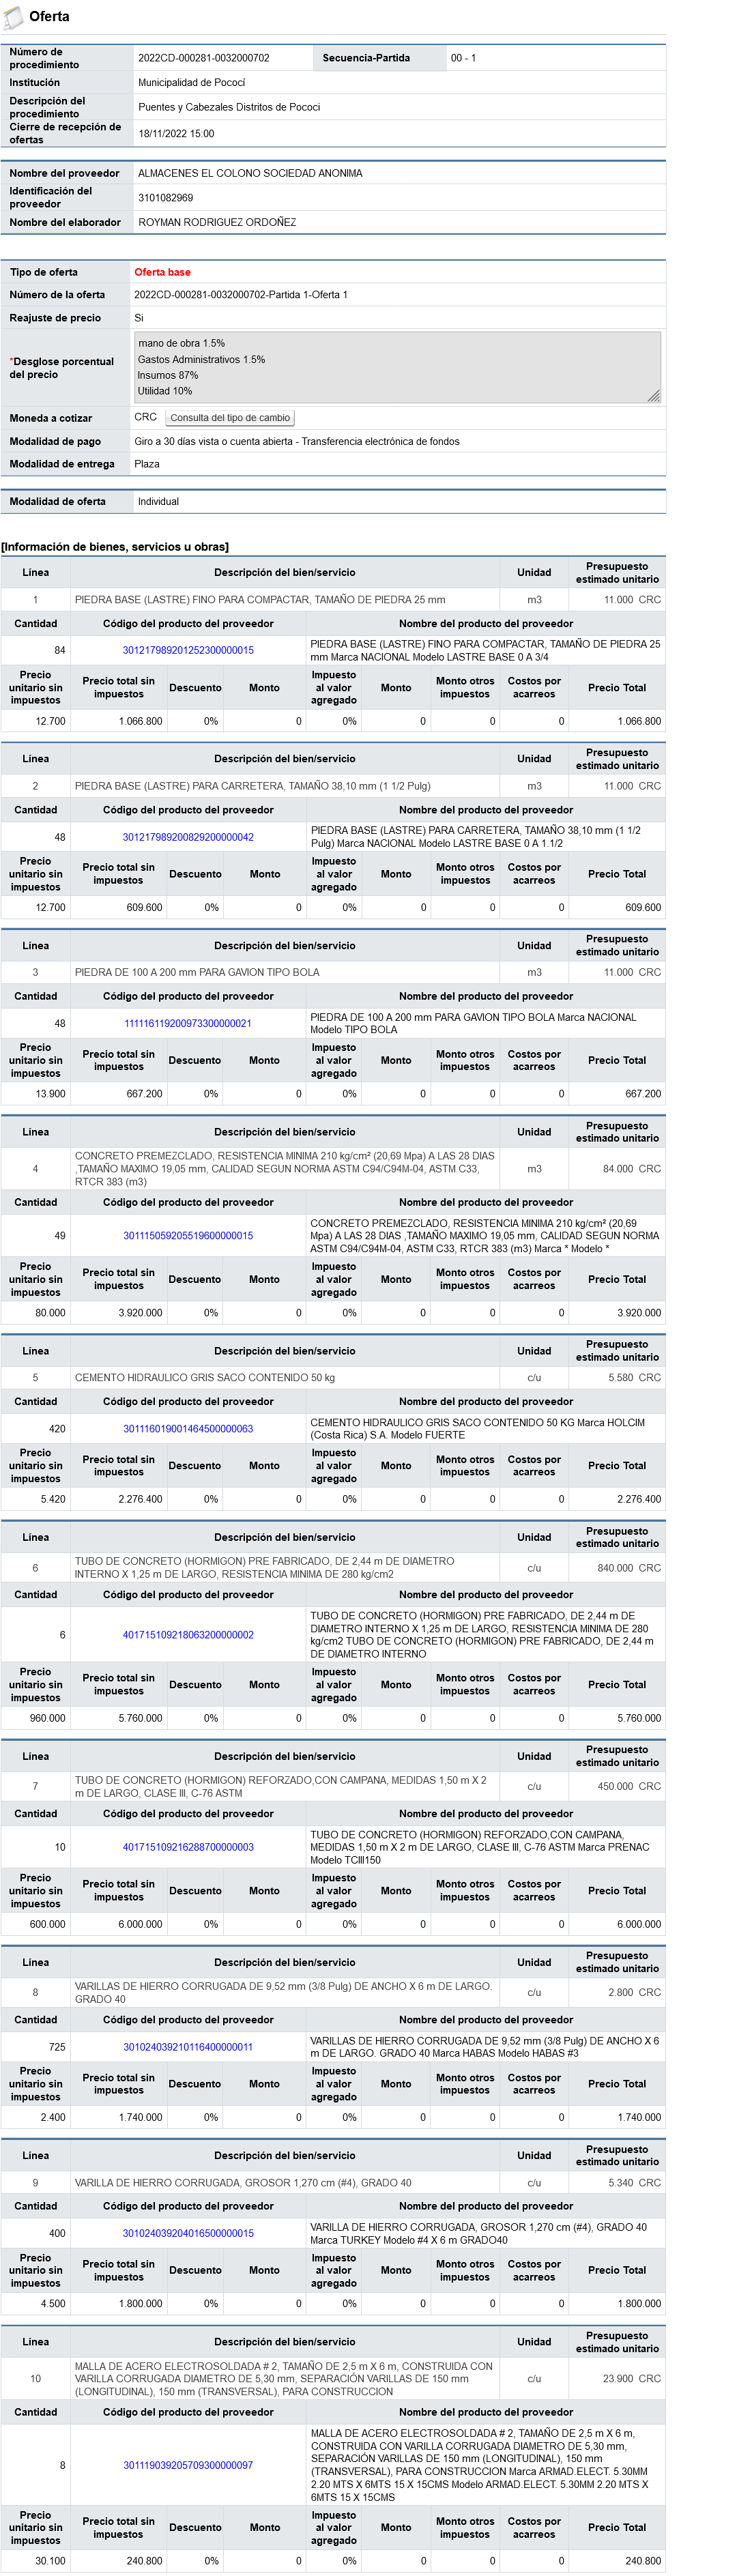 Oferta
Número de procedimiento 2022CD-000281-0032000702 Secuencia-Partida 00 - 1
Institución Municipalidad de Pococí
Descripción del procedimiento Puentes y Cabezales Distritos de Pococi
Cierre de recepción de ofertas 18/11/2022 15:00
Nombre del proveedor ALMACENES EL COLONO SOCIEDAD ANONIMA
Identificación del proveedor 3101082969
Nombre del elaborador ROYMAN RODRIGUEZ ORDOÑEZ
Tipo de oferta Oferta base
Número de la oferta 2022CD-000281-0032000702-Partida 1-Oferta 1
Reajuste de precio Si
*Desglose porcentual del precio
mano de obra 1.5%
Gastos Administrativos 1.5%
Insumos 87%
Utilidad 10%
Moneda a cotizar CRC Consulta del tipo de cambio
Modalidad de pago Giro a 30 días vista o cuenta abierta - Transferencia electrónica de fondos
Modalidad de entrega Plaza
Modalidad de oferta Individual
[Información de bienes, servicios u obras]
Línea Descripción del bien/servicio Unidad Presupuesto estimado unitario
1 PIEDRA BASE (LASTRE) FINO PARA COMPACTAR, TAMAÑO DE PIEDRA 25 mm m3 11.000 CRC
Cantidad Código del producto del proveedor Nombre del producto del proveedor
84 301217989201252300000015 PIEDRA BASE (LASTRE) FINO PARA COMPACTAR, TAMAÑO DE PIEDRA 25
mm Marca NACIONAL Modelo LASTRE BASE 0 A 3/4
Precio unitario sin impuestos Precio total sin impuestos Descuento Monto Impuesto al valor agregado Monto Monto otros impuestos Costos por acarreos Precio Total
12.700 1.066.800 0% 0 0% 0 0 0 1.066.800
Línea Descripción del bien/servicio Unidad Presupuesto estimado unitario
2 PIEDRA BASE (LASTRE) PARA CARRETERA, TAMAÑO 38,10 mm (1 1/2 Pulg) m3 11.000 CRC
Cantidad Código del producto del proveedor Nombre del producto del proveedor
48 301217989200829200000042 PIEDRA BASE (LASTRE) PARA CARRETERA, TAMAÑO 38,10 mm (1 1/2
Pulg) Marca NACIONAL Modelo LASTRE BASE 0 A 1.1/2
Precio unitario sin impuestos Precio total sin impuestos Descuento Monto Impuesto al valor agregado Monto Monto otros impuestos Costos por acarreos Precio Total
12.700 609.600 0% 0 0% 0 0 0 609.600
Línea Descripción del bien/servicio Unidad Presupuesto estimado unitario
3 PIEDRA DE 100 A 200 mm PARA GAVION TIPO BOLA m3 11.000 CRC
Cantidad Código del producto del proveedor Nombre del producto del proveedor
48 111116119200973300000021 PIEDRA DE 100 A 200 mm PARA GAVION TIPO BOLA Marca NACIONAL
Modelo TIPO BOLA
Precio unitario sin impuestos Precio total sin impuestos Descuento Monto Impuesto al valor agregado Monto Monto otros impuestos Costos por acarreos Precio Total
13.900 667.200 0% 0 0% 0 0 0 667.200
Línea Descripción del bien/servicio Unidad Presupuesto estimado unitario
4 CONCRETO PREMEZCLADO, RESISTENCIA MINIMA 210 kg/cm² (20,69 Mpa) A LAS 28 DIAS
,TAMAÑO MAXIMO 19,05 mm, CALIDAD SEGUN NORMA ASTM C94/C94M-04, ASTM C33,
RTCR 383 (m3) m3 84.000 CRC
Cantidad Código del producto del proveedor Nombre del producto del proveedor
49 301115059205519600000015 CONCRETO PREMEZCLADO, RESISTENCIA MINIMA 210 kg/cm² (20,69
Mpa) A LAS 28 DIAS ,TAMAÑO MAXIMO 19,05 mm, CALIDAD SEGUN NORMA
ASTM C94/C94M-04, ASTM C33, RTCR 383 (m3) Marca * Modelo *
Precio unitario sin impuestos Precio total sin impuestos Descuento Monto Impuesto al valor agregado Monto Monto otros impuestos Costos por acarreos Precio Total
80.000 3.920.000 0% 0 0% 0 0 0 3.920.000
Línea Descripción del bien/servicio Unidad Presupuesto estimado unitario
5 CEMENTO HIDRAULICO GRIS SACO CONTENIDO 50 kg c/u 5.580 CRC
Cantidad Código del producto del proveedor Nombre del producto del proveedor
420 301116019001464500000063 CEMENTO HIDRAULICO GRIS SACO CONTENIDO 50 KG Marca HOLCIM
(Costa Rica) S.A. Modelo FUERTE
Precio unitario sin impuestos Precio total sin impuestos Descuento Monto Impuesto al valor agregado Monto Monto otros impuestos Costos por acarreos Precio Total
5.420 2.276.400 0% 0 0% 0 0 0 2.276.400
Línea Descripción del bien/servicio Unidad Presupuesto estimado unitario
6 TUBO DE CONCRETO (HORMIGON) PRE FABRICADO, DE 2,44 m DE DIAMETRO
INTERNO X 1,25 m DE LARGO, RESISTENCIA MINIMA DE 280 kg/cm2 c/u 840.000 CRC
Cantidad Código del producto del proveedor Nombre del producto del proveedor
6 401715109218063200000002 TUBO DE CONCRETO (HORMIGON) PRE FABRICADO, DE 2,44 m DE
DIAMETRO INTERNO X 1,25 m DE LARGO, RESISTENCIA MINIMA DE 280
kg/cm2 TUBO DE CONCRETO (HORMIGON) PRE FABRICADO, DE 2,44 m
DE DIAMETRO INTERNO
Precio unitario sin impuestos Precio total sin impuestos Descuento Monto Impuesto al valor agregado Monto Monto otros impuestos Costos por acarreos Precio Total
960.000 5.760.000 0% 0 0% 0 0 0 5.760.000
Línea Descripción del bien/servicio Unidad Presupuesto estimado unitario
7 TUBO DE CONCRETO (HORMIGON) REFORZADO,CON CAMPANA, MEDIDAS 1,50 m X 2
m DE LARGO, CLASE III, C-76 ASTM c/u 450.000 CRC
Cantidad Código del producto del proveedor Nombre del producto del proveedor
10 401715109216288700000003 TUBO DE CONCRETO (HORMIGON) REFORZADO,CON CAMPANA,
MEDIDAS 1,50 m X 2 m DE LARGO, CLASE III, C-76 ASTM Marca PRENAC
Modelo TCIII150
Precio unitario sin impuestos Precio total sin impuestos Descuento Monto Impuesto al valor agregado Monto Monto otros impuestos Costos por acarreos Precio Total
600.000 6.000.000 0% 0 0% 0 0 0 6.000.000
Línea Descripción del bien/servicio Unidad Presupuesto estimado unitario
8 VARILLAS DE HIERRO CORRUGADA DE 9,52 mm (3/8 Pulg) DE ANCHO X 6 m DE LARGO.
GRADO 40 c/u 2.800 CRC
Cantidad Código del producto del proveedor Nombre del producto del proveedor
725 301024039210116400000011 VARILLAS DE HIERRO CORRUGADA DE 9,52 mm (3/8 Pulg) DE ANCHO X 6
m DE LARGO. GRADO 40 Marca HABAS Modelo HABAS #3
Precio unitario sin impuestos Precio total sin impuestos Descuento Monto Impuesto al valor agregado Monto Monto otros impuestos Costos por acarreos Precio Total
2.400 1.740.000 0% 0 0% 0 0 0 1.740.000
Línea Descripción del bien/servicio Unidad Presupuesto estimado unitario
9 VARILLA DE HIERRO CORRUGADA, GROSOR 1,270 cm (#4), GRADO 40 c/u 5.340 CRC
Cantidad Código del producto del proveedor Nombre del producto del proveedor
400 301024039204016500000015 VARILLA DE HIERRO CORRUGADA, GROSOR 1,270 cm (#4), GRADO 40
Marca TURKEY Modelo #4 X 6 m GRADO40
Precio unitario sin impuestos Precio total sin impuestos Descuento Monto Impuesto al valor agregado Monto Monto otros impuestos Costos por acarreos Precio Total
4.500 1.800.000 0% 0 0% 0 0 0 1.800.000
Línea Descripción del bien/servicio Unidad Presupuesto estimado unitario
10 MALLA DE ACERO ELECTROSOLDADA # 2, TAMAÑO DE 2,5 m X 6 m, CONSTRUIDA CON
VARILLA CORRUGADA DIAMETRO DE 5,30 mm, SEPARACIÓN VARILLAS DE 150 mm
(LONGITUDINAL), 150 mm (TRANSVERSAL), PARA CONSTRUCCION c/u 23.900 CRC
Cantidad Código del producto del proveedor Nombre del producto del proveedor
8 301119039205709300000097 MALLA DE ACERO ELECTROSOLDADA # 2, TAMAÑO DE 2,5 m X 6 m,
CONSTRUIDA CON VARILLA CORRUGADA DIAMETRO DE 5,30 mm,
SEPARACIÓN VARILLAS DE 150 mm (LONGITUDINAL), 150 mm
(TRANSVERSAL), PARA CONSTRUCCION Marca ARMAD.ELECT. 5.30MM
2.20 MTS X 6MTS 15 X 15CMS Modelo ARMAD.ELECT. 5.30MM 2.20 MTS X
6MTS 15 X 15CMS
Precio unitario sin impuestos Precio total sin impuestos Descuento Monto Impuesto al valor agregado Monto Monto otros impuestos Costos por acarreos Precio Total
30.100 240.800 0% 0 0% 0 0 0 240.800